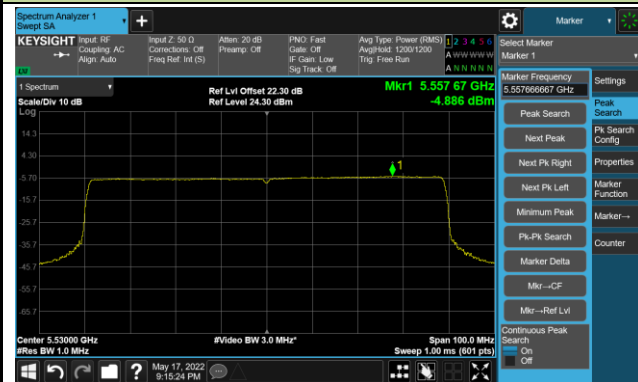 Spectrum Analyzer 1
Swept SA
Marker
KEYSIGHT
Input: RF
Coupling: AC
Align: Auto
Input Z: 50 Ω
Corrections: Off
Freq Ref: Int (S)
Atten: 20 dB
Preamp: Off
PNO: Fast
Gate: Off
IF Gain: Low
Sig Track: Off
Avg Type: Power (RMS)
Avg|Hold: 1200/1200
Trig: Free Run
1 2 3 4 5 6
A W W W W W
A N N N N N
LXI
1 Spectrum
Scale/Div 10 dB
Log
Ref Lvl Offset 22.30 dB
Ref Level 24.30 dBm
Mkr1 5.557 67 GHz
-4.886 dBm
14.3
4.30
-5.70
-15.7
-25.7
-35.7
-45.7
-55.7
-65.7
1
Center 5.53000 GHz
#Res BW 1.0 MHz
#Video BW 3.0 MHz*
Span 100.0 MHz
Sweep 1.00 ms (601 pts)
Select Marker
Marker 1
Marker Frequency
5.557666667 GHz
Peak Search
Next Peak
Next Pk Right
Next Pk Left
Minimum Peak
Pk-Pk Search
Marker Delta
Mkr→CF
Mkr→Ref Lvl
Continuous Peak
Search
On
Off
Settings
Peak
Search
Pk Search
Config
Properties
Marker
Function
Marker→
Counter
May 17, 2022
9:15:24 PM